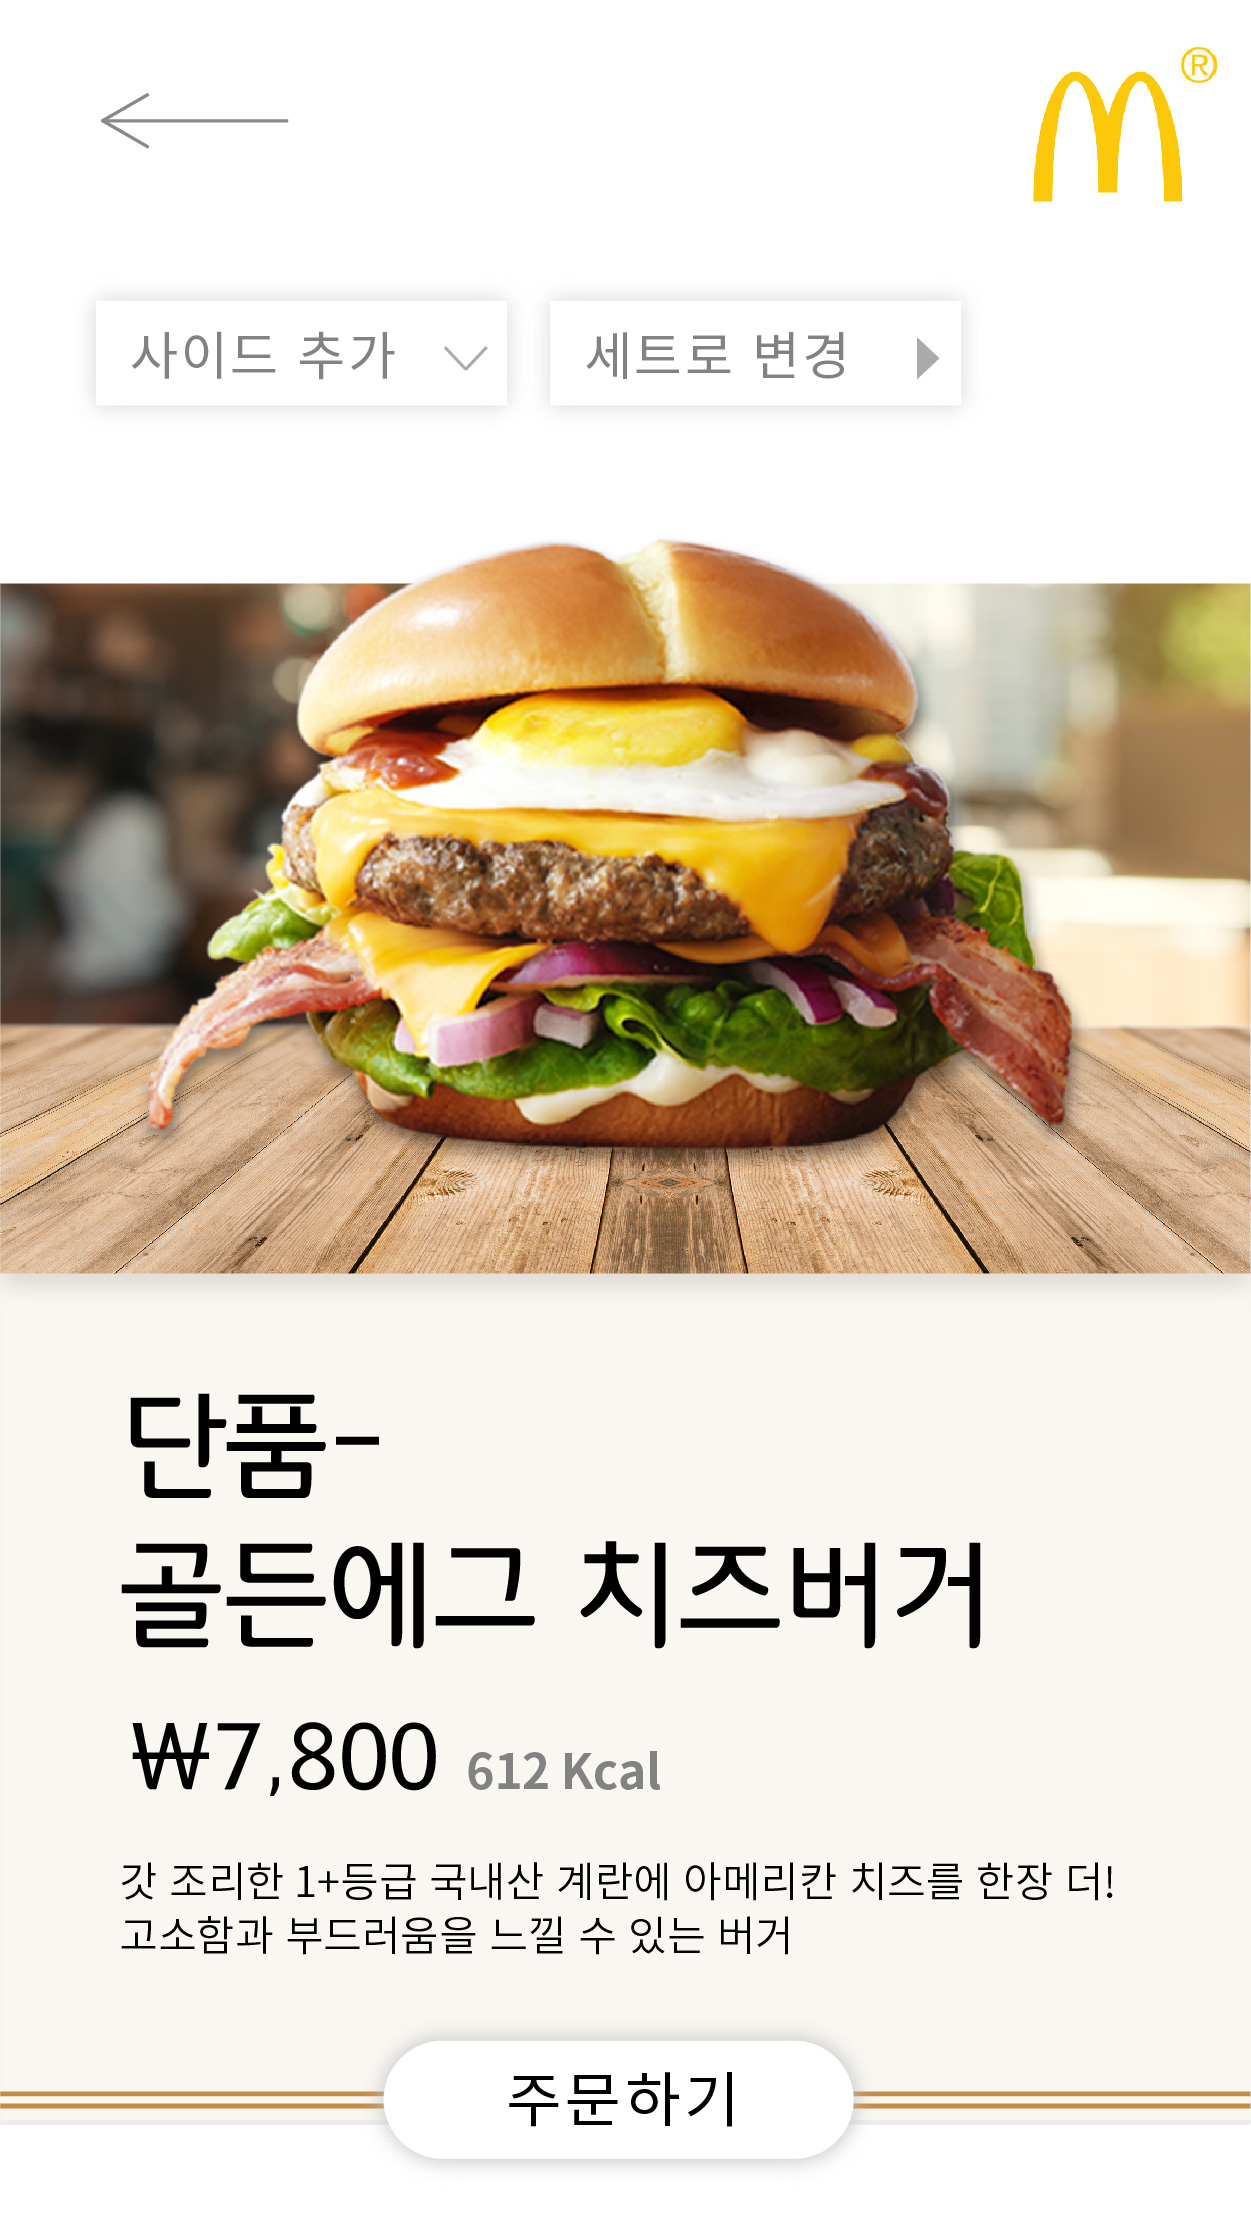 ®
사이드 추가
세트로 변경
단품-
골든에그 치즈버거
₩7,800 612 Kcal
갓 조리한 1+등급 국내산 계란에 아메리칸 치즈를 한장 더!
고소함과 부드러움을 느낄 수 있는 버거
주문하기